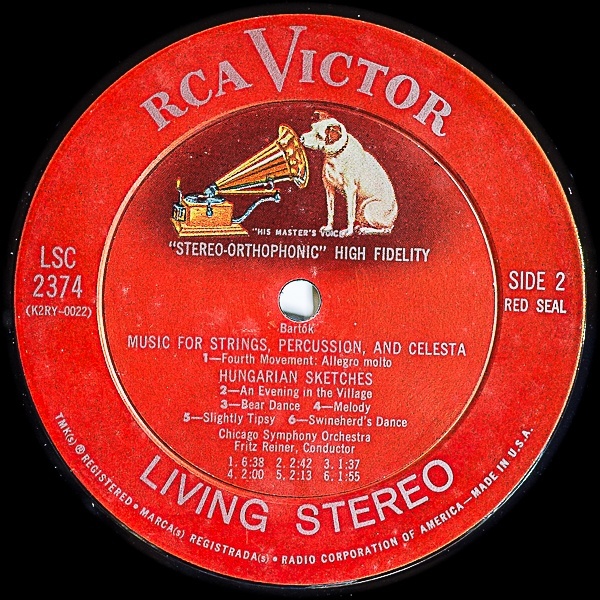 RCA VICTOR
"HIS MASTER'S VOICE"
"STEREO-ORTHOPHONIC" HIGH FIDELITY
LSC
2374
(K2RY-0022)
SIDE 2
RED SEAL
Bartók
MUSIC FOR STRINGS, PERCUSSION, AND CELESTA
1—Fourth Movement: Allegro molto
HUNGARIAN SKETCHES
2—An Evening in the Village
3—Bear Dance 4—Melody
5—Slightly Tipsy 6—Swineherd's Dance
Chicago Symphony Orchestra
Fritz Reiner, Conductor
1. 6:38 2. 2:42 3. 1:37
4. 2:00 5. 2:13 6. 1:55
LIVING STEREO
TMK(s) ® REGISTERED • MARCA(s) REGISTRADA(s) • RADIO CORPORATION OF AMERICA—MADE IN U.S.A.